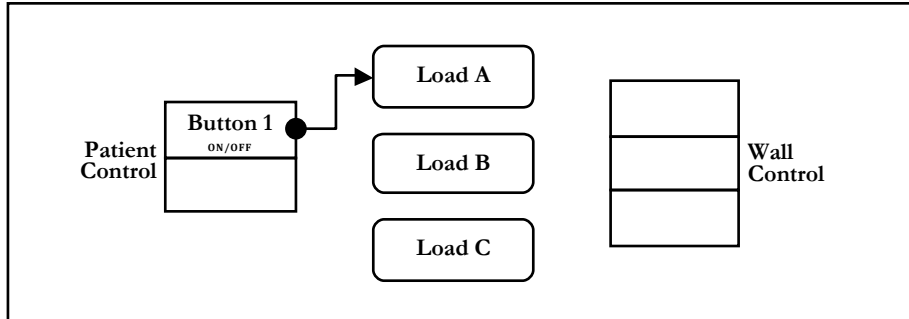 Load A
Button 1
ON/OFF
Patient
Control
Load B
Wall
Control
Load C